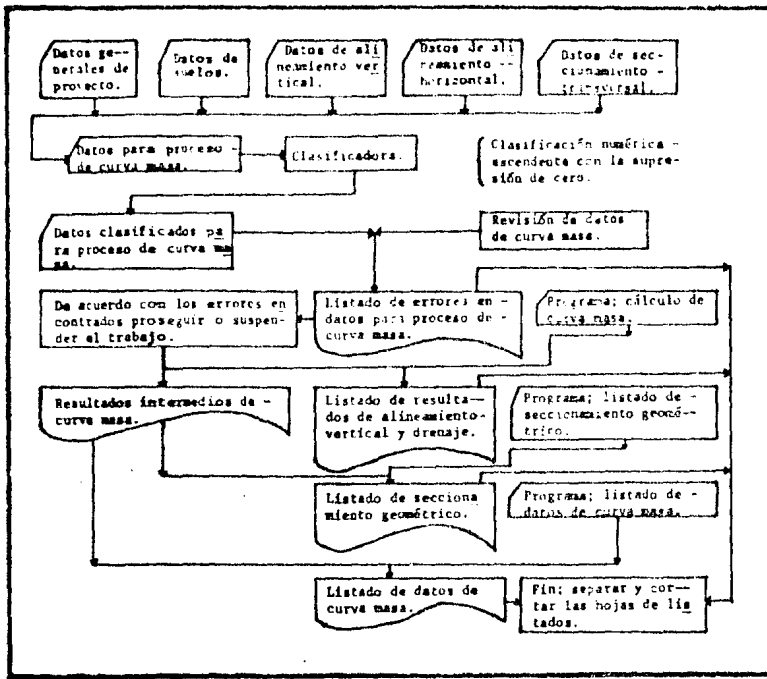 Datos ge--
nerales de
proyecto.
Datos de
suelos.
Datos de ali
neamiento ver
tical.
Datos de ali
neamiento --
horizontal.
Datos de sec-
cionamiento -
transversal.
Datos para proceso -
de curva masa.
Clasificadora.
Clasificación numérica -
ascendente con la supre-
sión de cero.
Datos clasificados pa
ra proceso de curva ma
sa.
Revisión de datos
de curva masa.
De acuerdo con los errores en
contrados proseguir o suspen-
der el trabajo.
Listado de errores en -
datos para proceso de -
curva masa.
Programa; cálculo de
curva masa.
Resultados intermedios de -
curva masa.
Listado de resulta--
dos de alineamiento-
vertical y drenaje.
Programa; listado de -
seccionamiento geomé--
trico.
Listado de secciona
miento geométrico.
Programa; listado de -
datos de curva masa.
Listado de datos de
curva masa.
Fin; separar y cor--
tar las hojas de lis
tados.